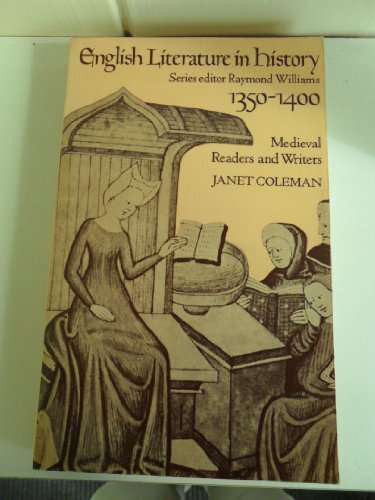 English Literature in History
Series editor Raymond Williams
1350-1400
Medieval
Readers and Writers
JANET COLEMAN